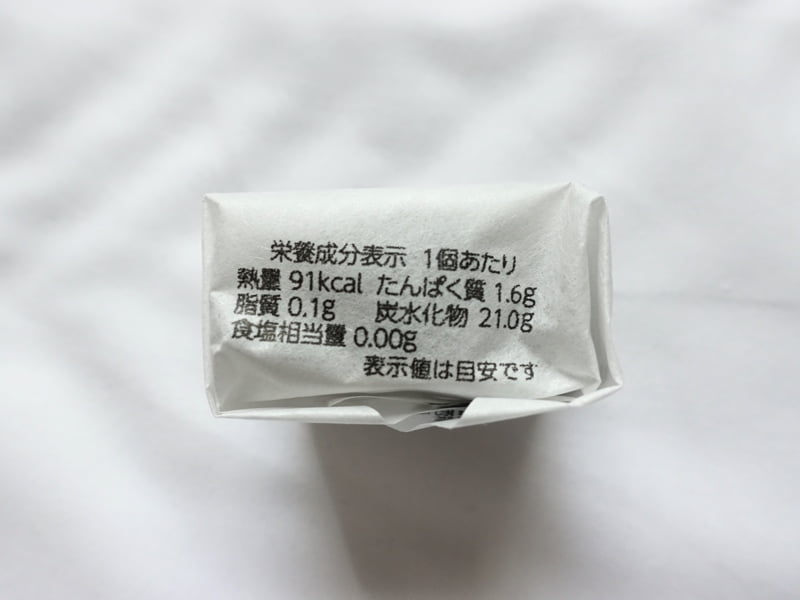 栄養成分表示 1個あたり
熱量 91kcal たんぱく質 1.6g
脂質 0.1g 炭水化物 21.0g
食塩相当量 0.00g
表示値は目安です